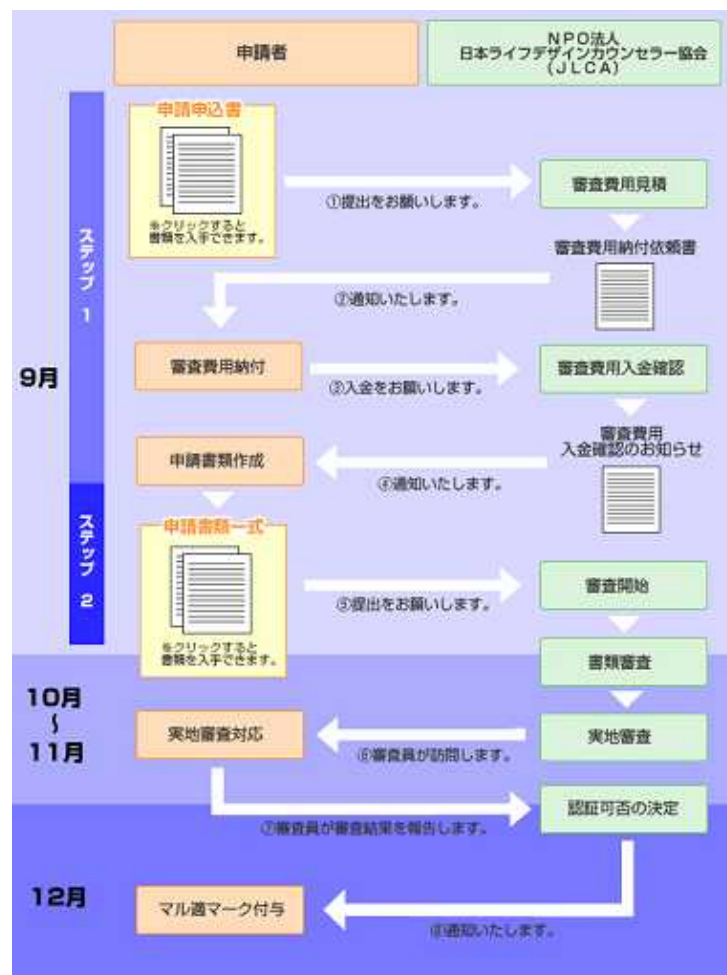 申請者
NPO法人
日本ライフデザインカウンセラー協会
(JLCA)
9月
ステップ 1
申請申込書
※クリックすると
書類を入手できます。
①提出をお願いします。
審査費用見積
審査費用納付依頼書
②通知いたします。
審査費用納付
③入金をお願いします。
審査費用入金確認
審査費用
入金確認のお知らせ
④通知いたします。
申請書類作成
ステップ 2
申請書類一式
※クリックすると
書類を入手できます。
⑤提出をお願いします。
審査開始
書類審査
10月
~
11月
実地審査
⑥審査員が訪問します。
実地審査対応
⑦審査員が審査結果を報告します。
認証可否の決定
12月
⑧通知いたします。
マル適マーク付与